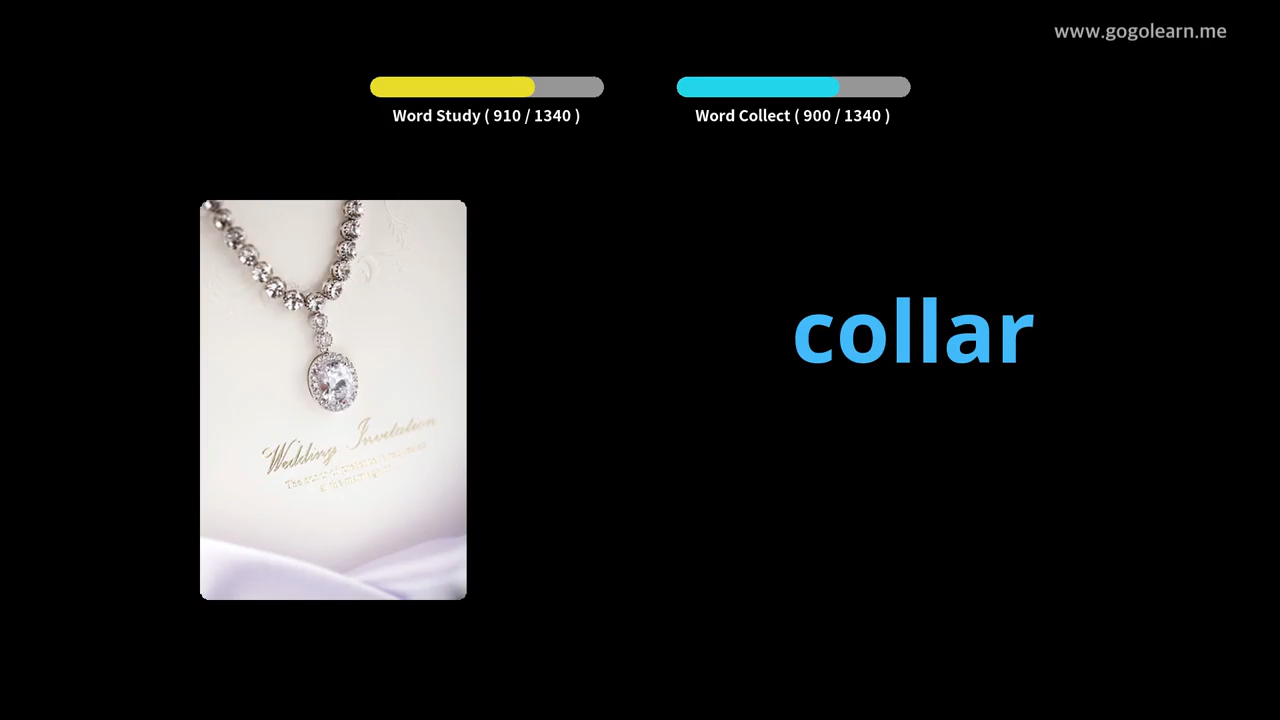 www.gogolearn.me
Word Study ( 910 / 1340 )
Word Collect ( 900 / 1340 )
collar
Wedding Invitation